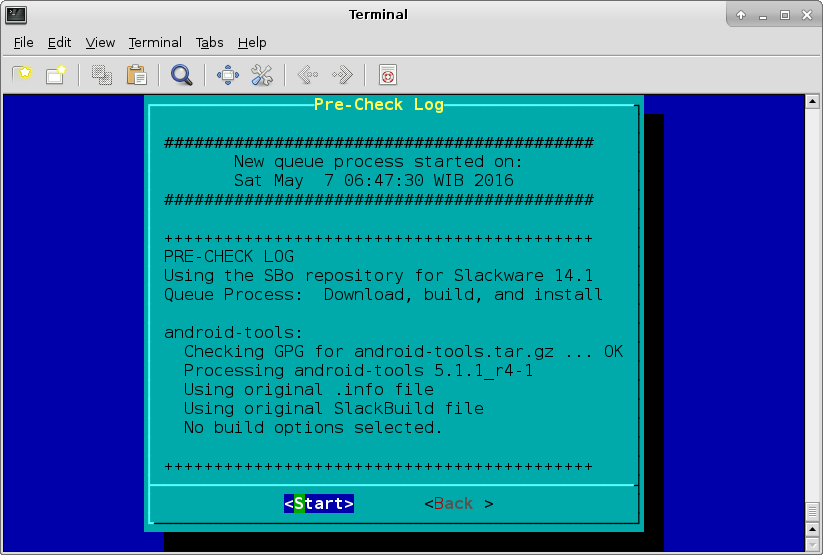 Terminal
File Edit View Terminal Tabs Help
Pre-Check Log
###########################################
New queue process started on:
Sat May  7 06:47:30 WIB 2016
###########################################
+++++++++++++++++++++++++++++++++++++++++++
PRE-CHECK LOG
Using the SBo repository for Slackware 14.1
Queue Process:  Download, build, and install
android-tools:
Checking GPG for android-tools.tar.gz ... OK
Processing android-tools 5.1.1_r4-1
Using original .info file
Using original SlackBuild file
No build options selected.
+++++++++++++++++++++++++++++++++++++++++++
<Start> <Back >